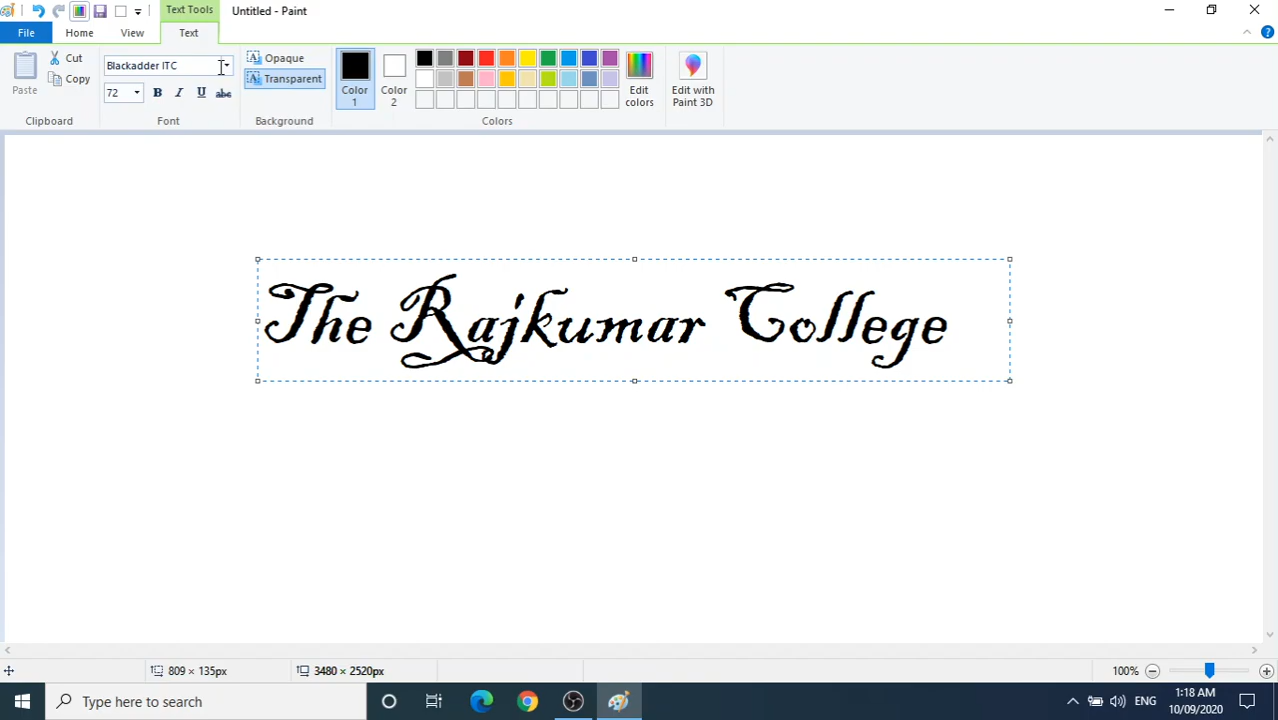 Text Tools
Untitled - Paint
File
Home
View
Text
Paste
Cut
Copy
Clipboard
Blackadder ITC
72
B I U abc
Font
Opaque
Transparent
Background
Color 1
Color 2
Edit colors
Colors
Edit with Paint 3D
The Rajkumar College
809 × 135px
3480 × 2520px
100%
Type here to search
ENG
1:18 AM
10/09/2020